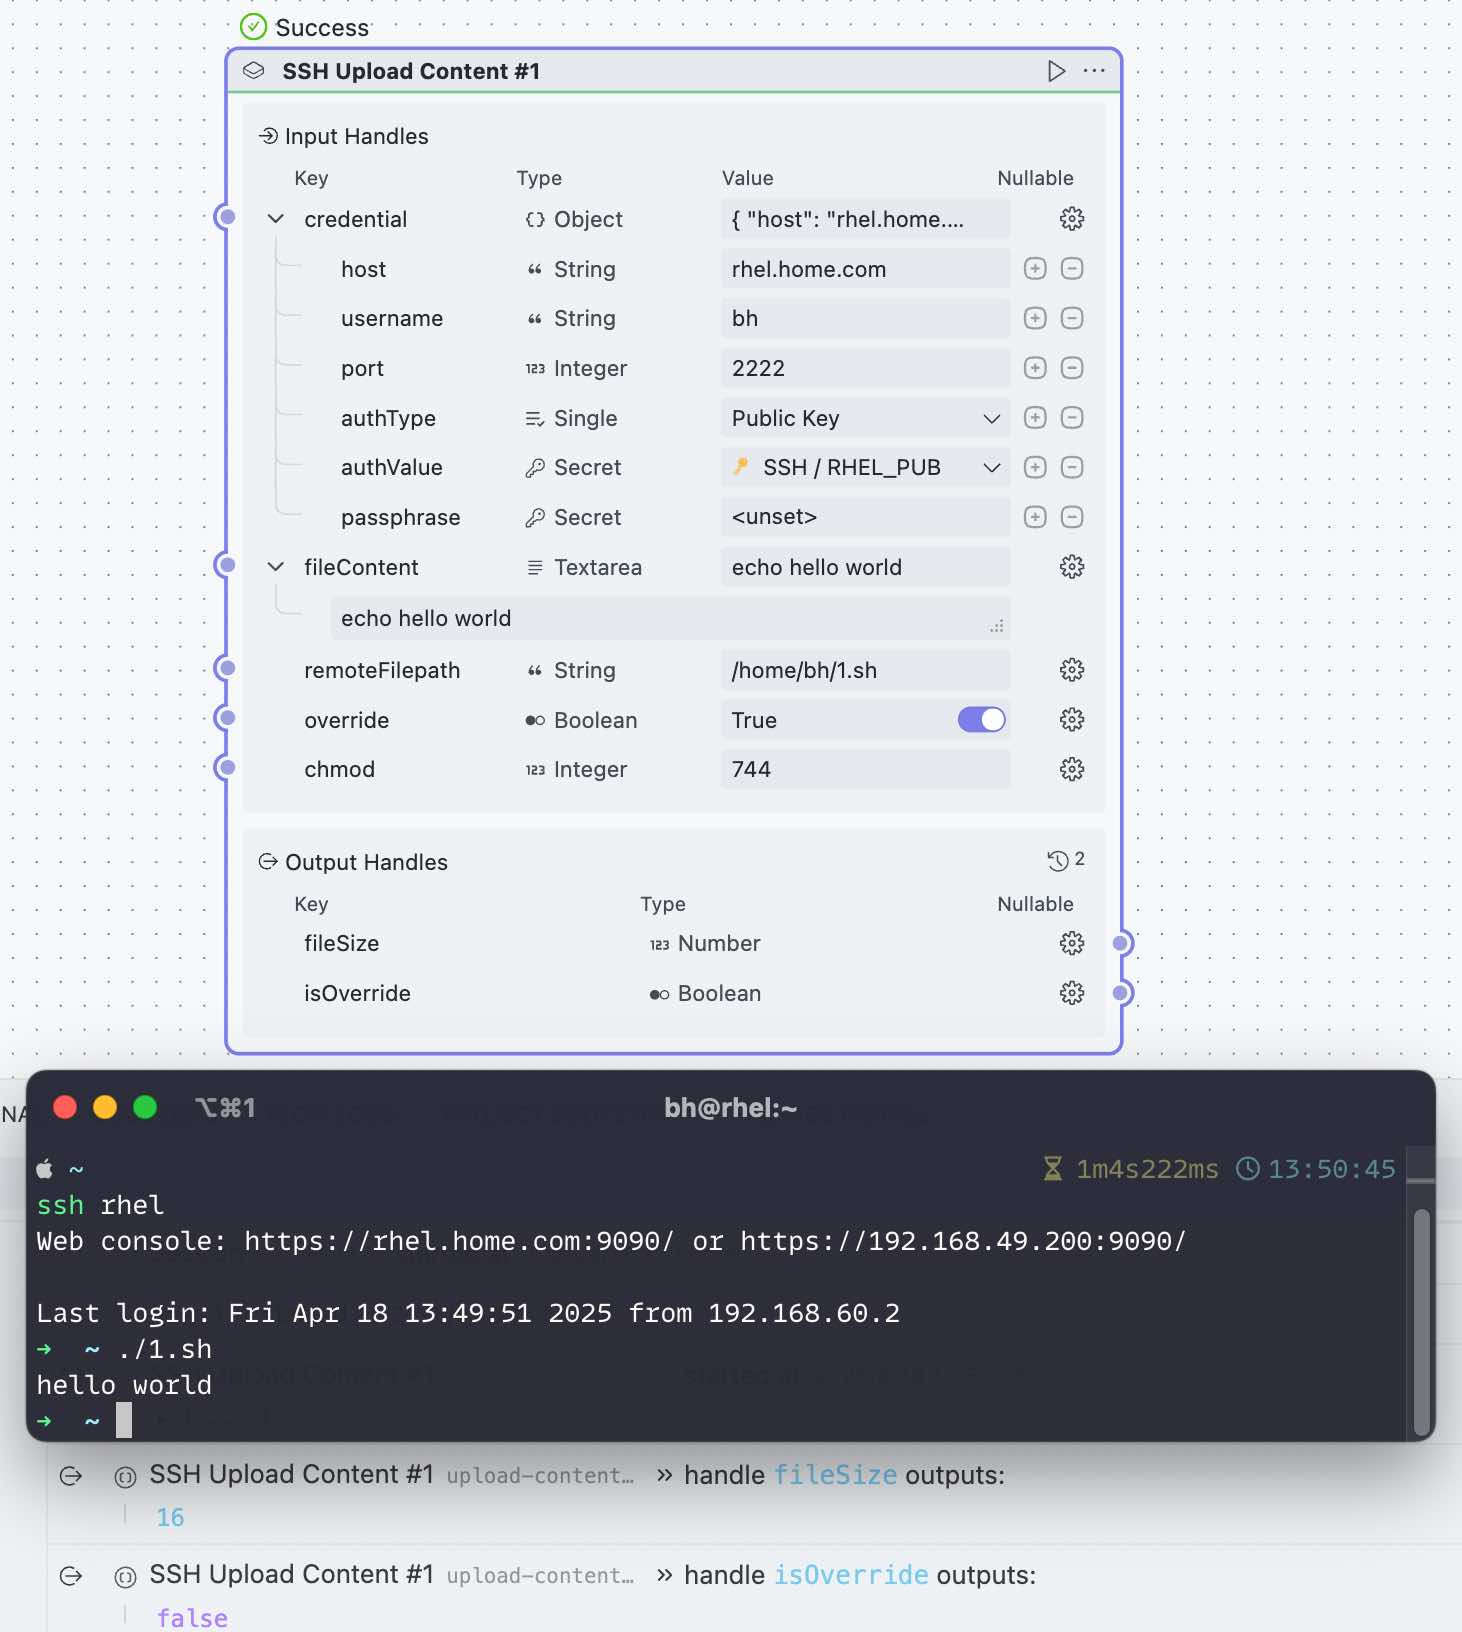 Success
SSH Upload Content #1
Input Handles
Key Type Value Nullable
credential {} Object { "host": "rhel.home....
host String rhel.home.com
username String bh
port 123 Integer 2222
authType Single Public Key
authValue Secret SSH / RHEL_PUB
passphrase Secret <unset>
fileContent Textarea echo hello world
echo hello world
remoteFilepath String /home/bh/1.sh
override Boolean True
chmod 123 Integer 744
Output Handles 2
Key Type Nullable
fileSize 123 Number
isOverride Boolean
NA
⌥⌘1 bh@rhel:~
~ 1m4s222ms 13:50:45
ssh rhel
Web console: https://rhel.home.com:9090/ or https://192.168.49.200:9090/
Last login: Fri Apr 18 13:49:51 2025 from 192.168.60.2
➜ ~ ./1.sh
hello world
➜ ~
SSH Upload Content #1 upload-content… » handle fileSize outputs:
16
SSH Upload Content #1 upload-content… » handle isOverride outputs:
false